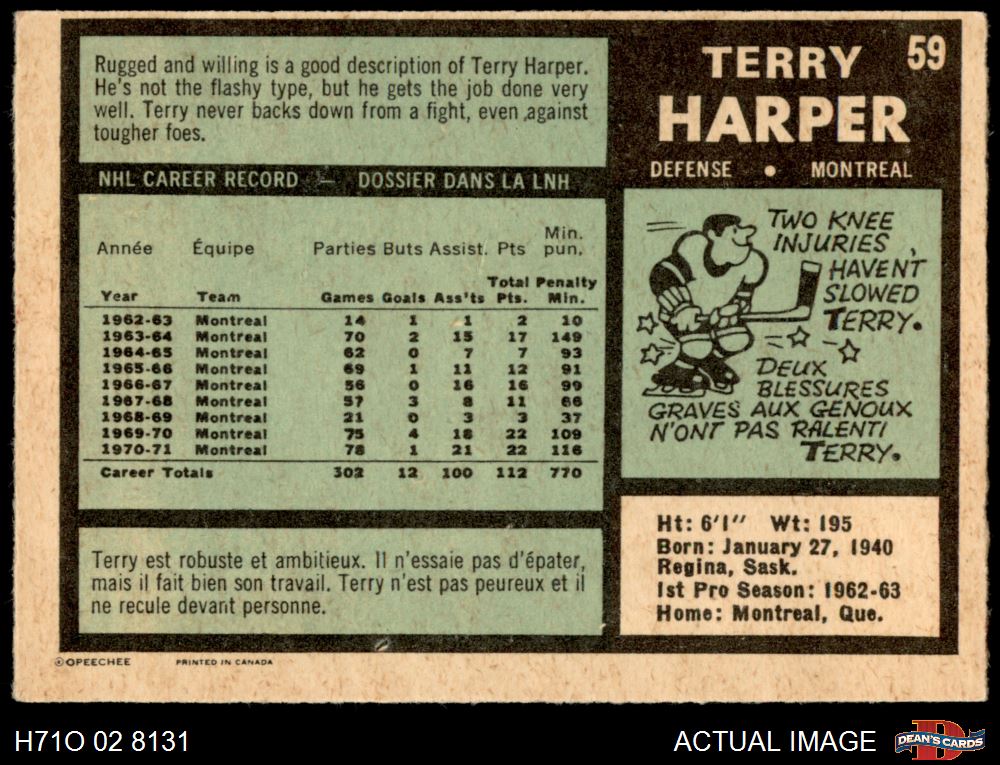 Rugged and willing is a good description of Terry Harper.
He's not the flashy type, but he gets the job done very
well. Terry never backs down from a fight, even against
tougher foes.
NHL CAREER RECORD — DOSSIER DANS LA LNH
Année Équipe Parties Buts Assist. Pts Min. pun.
Year Team Games Goals Ass'ts Total Pts. Penalty Min.
1962-63 Montreal 14 1 1 2 10
1963-64 Montreal 70 2 15 17 149
1964-65 Montreal 62 0 7 7 93
1965-66 Montreal 69 1 11 12 91
1966-67 Montreal 56 0 16 16 99
1967-68 Montreal 57 3 8 11 66
1968-69 Montreal 21 0 3 3 37
1969-70 Montreal 75 4 18 22 109
1970-71 Montreal 78 1 21 22 116
Career Totals 302 12 100 112 770
Terry est robuste et ambitieux. Il n'essaie pas d'épater,
mais il fait bien son travail. Terry n'est pas peureux et il
ne recule devant personne.
TERRY 59
HARPER
DEFENSE • MONTREAL
TWO KNEE
INJURIES
HAVENT
SLOWED
TERRY.
DEUX
BLESSURES
GRAVES AUX GENOUX
N'ONT PAS RALENTI
TERRY.
Ht: 6'1" Wt: 195
Born: January 27, 1940
Regina, Sask.
1st Pro Season: 1962-63
Home: Montreal, Que.
©OPEECHEE PRINTED IN CANADA
H71O 02 8131 ACTUAL IMAGE
DEAN'S CARDS